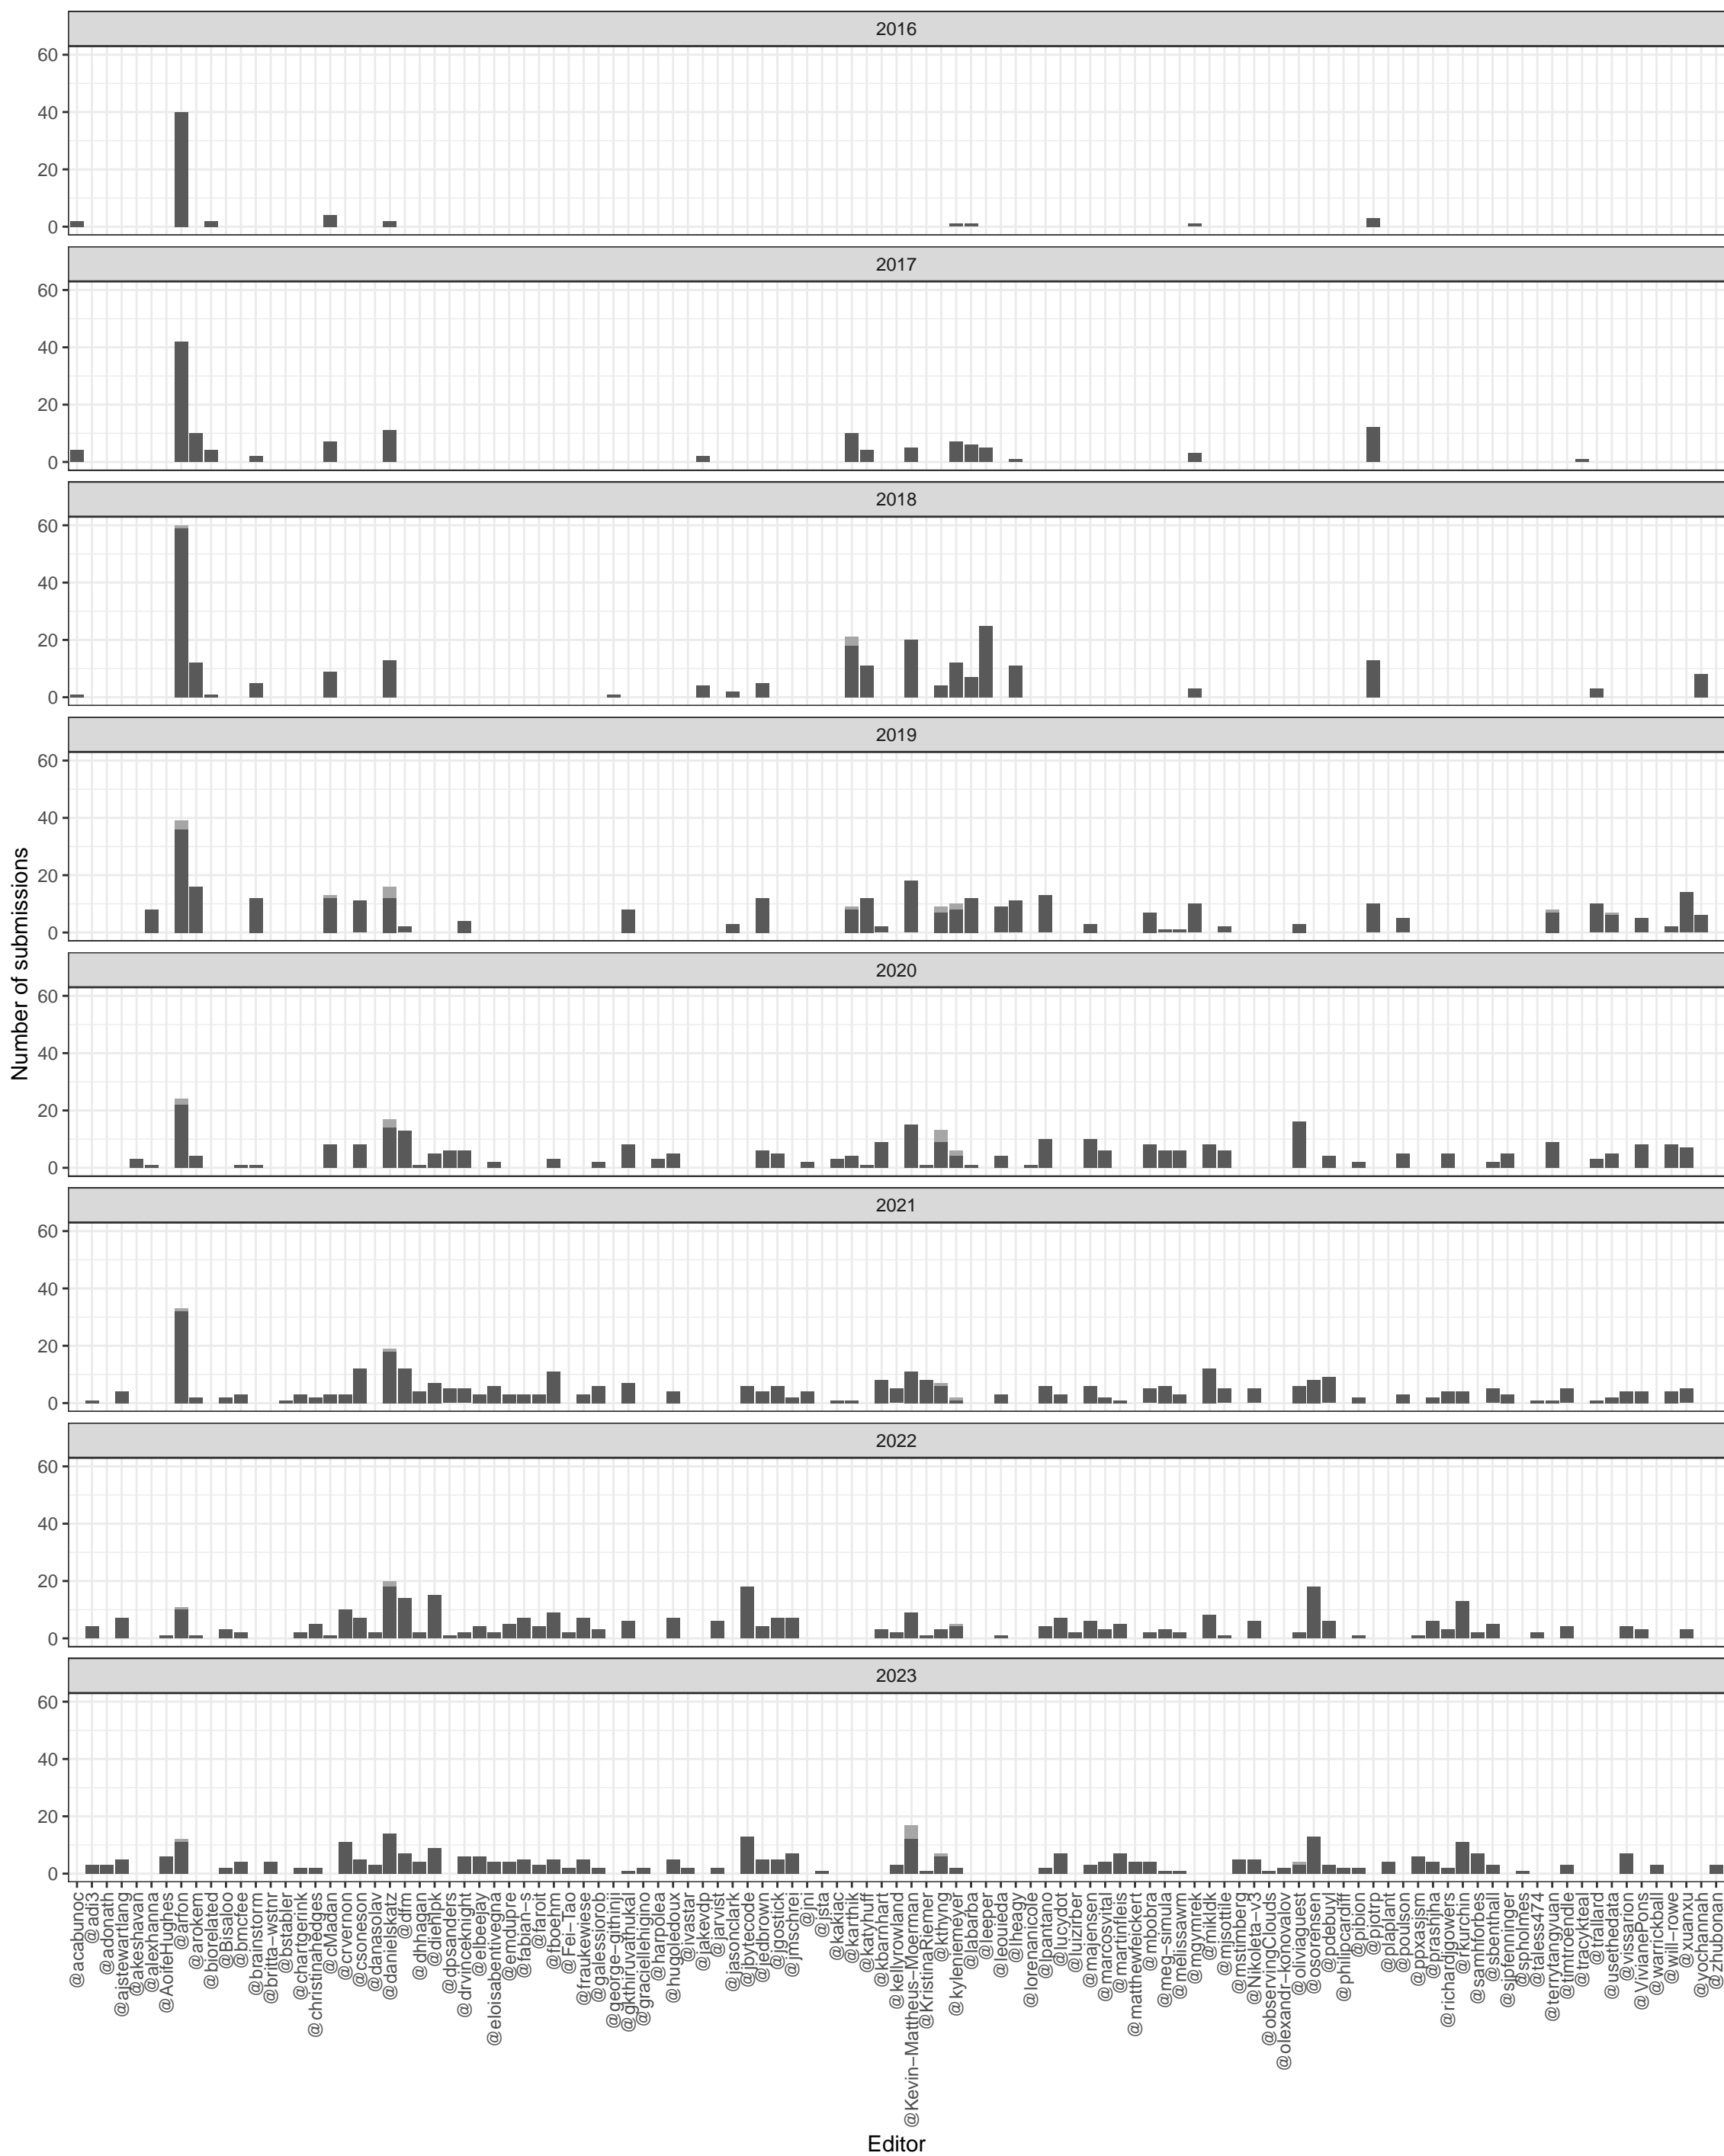 2016
60
40
20
0
2017
60
40
20
0
2018
60
40
20
0
2019
60
40
20
0
2020
60
40
20
0
2021
60
40
20
0
2022
60
40
20
0
2023
60
40
20
0
Number of submissions
@acabunoc
@adi3
@adonath
@ajstewartlang
@akeshavan
@alexhanna
@AoifeHughes
@arfon
@arokem
@biorelated
@Bisaloo
@bmcfee
@brainstorm
@britta-wstnr
@bstabler
@chartgerink
@christinahedges
@cMadan
@crvernon
@csoneson
@danasolav
@danielskatz
@dfm
@dhhagan
@diehlpk
@dpsanders
@drvinceknight
@elbeejay
@eloisabentivegna
@emdupre
@fabian-s
@faroit
@fboehm
@Fei-Tao
@fraukewiese
@galessiorob
@george-githinji
@gkthiruvathukal
@graciellehigino
@harpolea
@hugoledoux
@ivastar
@jakevdp
@jarvist
@jasonclark
@jbytecode
@jedbrown
@jgostick
@jmschrei
@jni
@jsta
@kakiac
@karthik
@katyhuff
@kbarnhart
@kellyrowland
@Kevin-Mattheus-Moerman
@KristinaRiemer
@kthyng
@kyleniemeyer
@labarba
@leeper
@leouieda
@lheagy
@lorenanicole
@lpantano
@lucydot
@luizirber
@majensen
@marcosvital
@martinfleis
@matthewfeickert
@mbobra
@meg-simula
@melissawm
@mgymrek
@mikldk
@mjsottile
@mstimberg
@Nikoleta-v3
@observingClouds
@olexandr-konovalov
@oliviaguest
@osorensen
@pdebuyl
@philipcardiff
@pibion
@pjotrp
@plaplant
@poulson
@ppxasjsm
@prashjha
@richardjgowers
@rkurchin
@samhforbes
@sbenthall
@sjpfenninger
@spholmes
@taless474
@terrytangyuan
@timtroendle
@tracykteal
@trallard
@usethedata
@vissarion
@VivianePons
@warrickball
@will-rowe
@xuanxu
@yochannah
@zhubonan
Editor